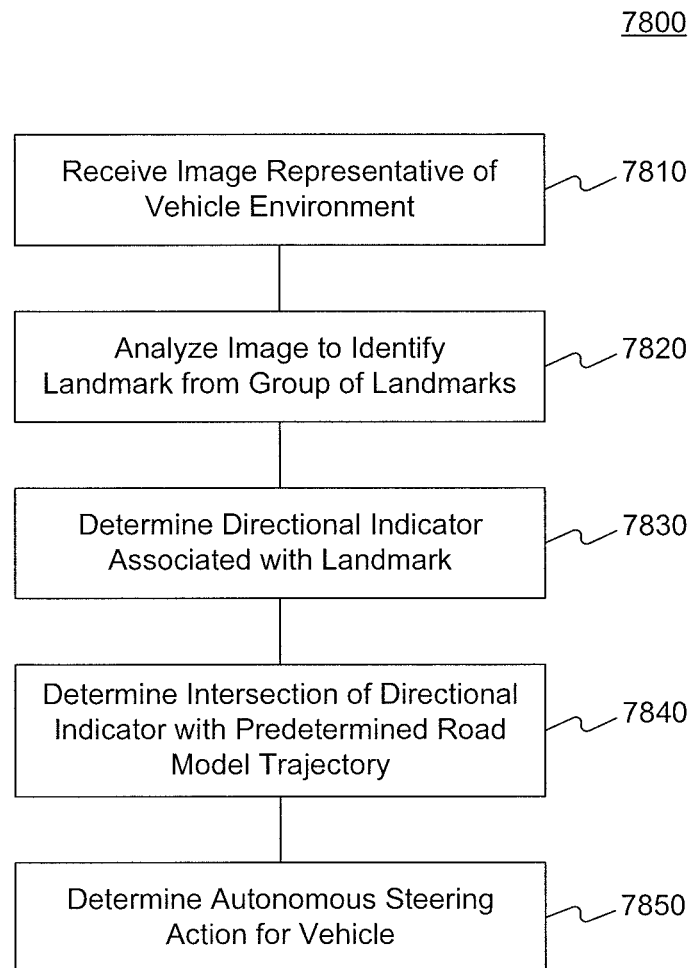 7800
Receive Image Representative of
Vehicle Environment
7810
Analyze Image to Identify
Landmark from Group of Landmarks
7820
Determine Directional Indicator
Associated with Landmark
7830
Determine Intersection of Directional
Indicator with Predetermined Road
Model Trajectory
7840
Determine Autonomous Steering
Action for Vehicle
7850